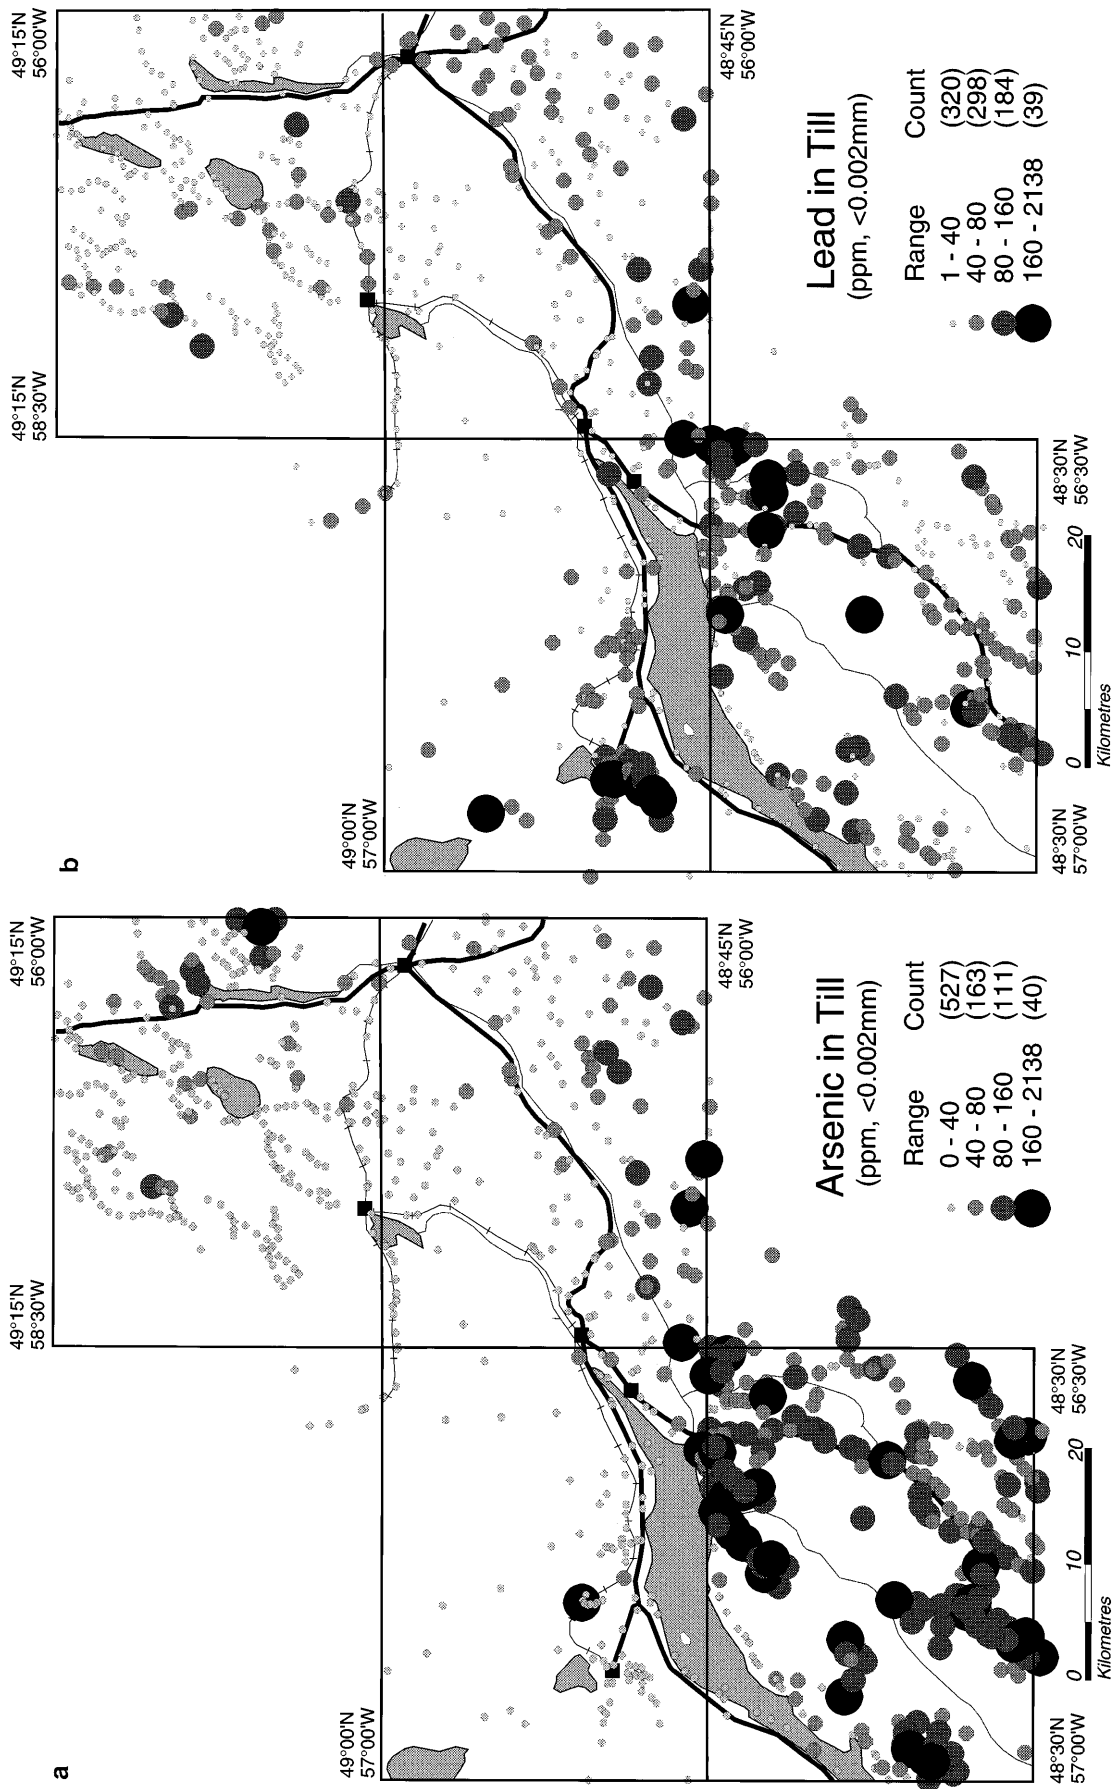 a
49°15'N
58°30'W
49°15'N
56°00'W
49°00'N
57°00'W
48°45'N
56°00'W
48°30'N
57°00'W
48°30'N
56°30'W
0 10 20
Kilometres
Arsenic in Till
(ppm, <0.002mm)
Range Count
0 - 40 (527)
40 - 80 (163)
80 - 160 (111)
160 - 2138 (40)
b
49°15'N
58°30'W
49°15'N
56°00'W
49°00'N
57°00'W
48°45'N
56°00'W
48°30'N
57°00'W
48°30'N
56°30'W
0 10 20
Kilometres
Lead in Till
(ppm, <0.002mm)
Range Count
1 - 40 (320)
40 - 80 (298)
80 - 160 (184)
160 - 2138 (39)